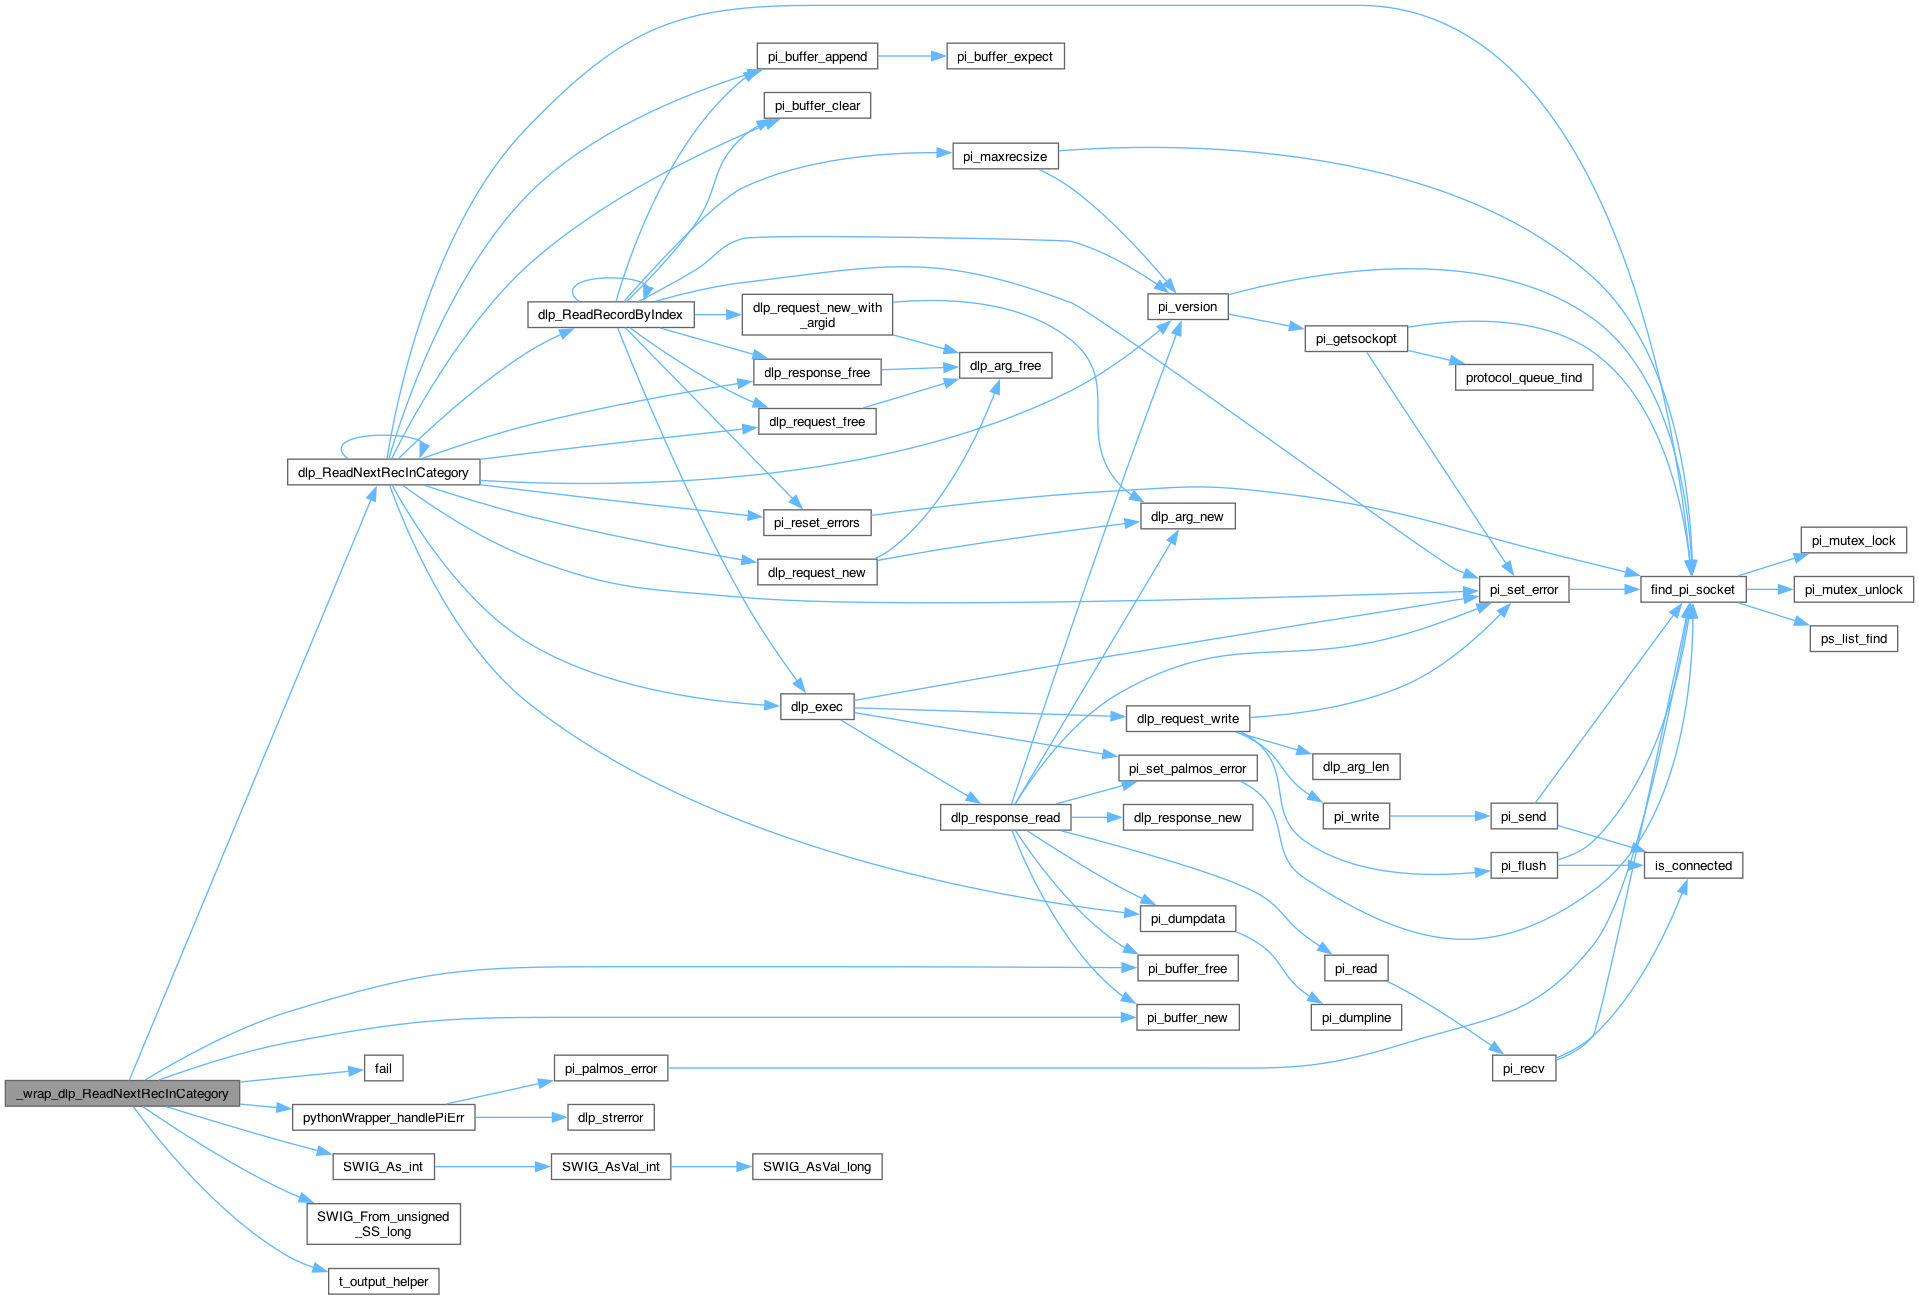 pi_buffer_append
pi_buffer_expect
pi_buffer_clear
pi_maxrecsize
dlp_ReadRecordByIndex
dlp_request_new_with
_argid
pi_version
pi_getsockopt
dlp_response_free
dlp_arg_free
protocol_queue_find
dlp_request_free
dlp_ReadNextRecInCategory
pi_reset_errors
dlp_arg_new
pi_mutex_lock
dlp_request_new
pi_set_error
find_pi_socket
pi_mutex_unlock
ps_list_find
dlp_exec
dlp_request_write
pi_set_palmos_error
dlp_arg_len
dlp_response_read
dlp_response_new
pi_write
pi_send
pi_flush
is_connected
pi_dumpdata
pi_buffer_free
pi_read
pi_buffer_new
pi_dumpline
fail
pi_palmos_error
pi_recv
_wrap_dlp_ReadNextRecInCategory
pythonWrapper_handlePiErr
dlp_strerror
SWIG_As_int
SWIG_AsVal_int
SWIG_AsVal_long
SWIG_From_unsigned
_SS_long
t_output_helper